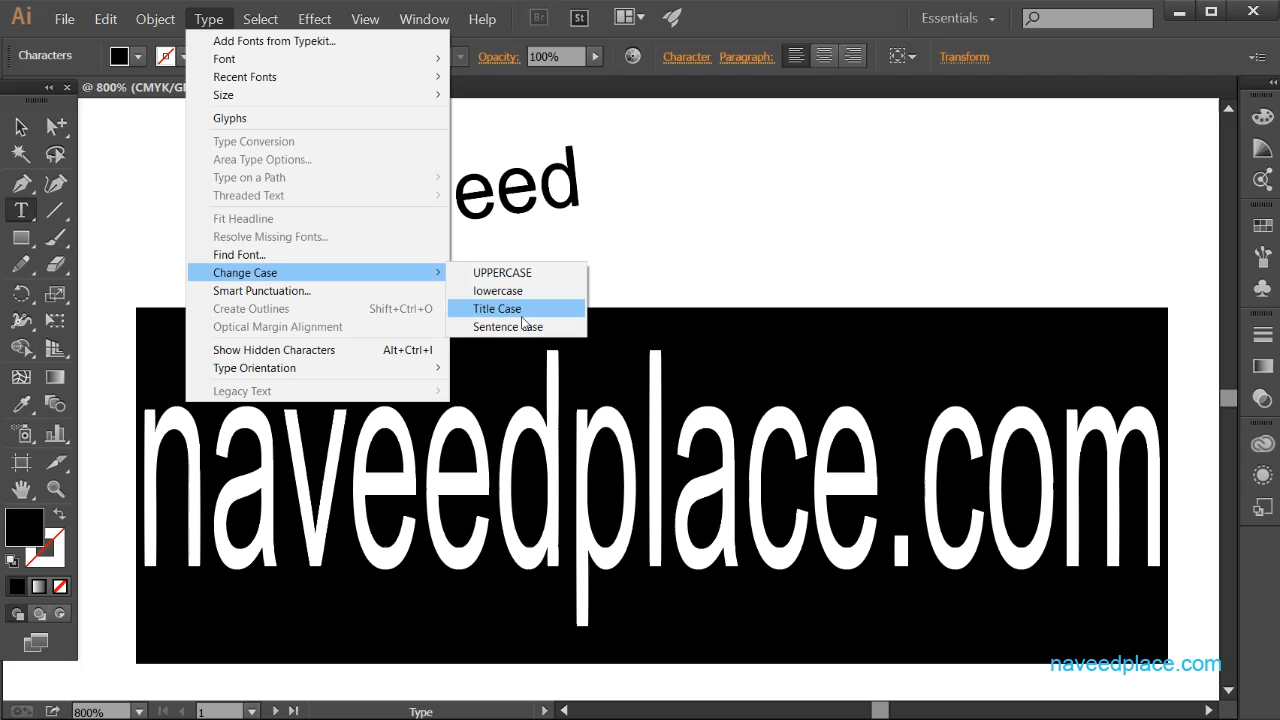 Ai File Edit Object Type Select Effect View Window Help Br St Essentials
Characters Opacity: 100% Character Paragraph: Transform
@ 800% (CMYK/G
Add Fonts from Typekit...
Font
Recent Fonts
Size
Glyphs
Type Conversion
Area Type Options...
Type on a Path
Threaded Text
Fit Headline
Resolve Missing Fonts...
Find Font...
Change Case
Smart Punctuation...
Create Outlines Shift+Ctrl+O
Optical Margin Alignment
Show Hidden Characters Alt+Ctrl+I
Type Orientation
Legacy Text
UPPERCASE
lowercase
Title Case
Sentence case
eed
naveedplace.com
naveedplace.com
800% 1 Type